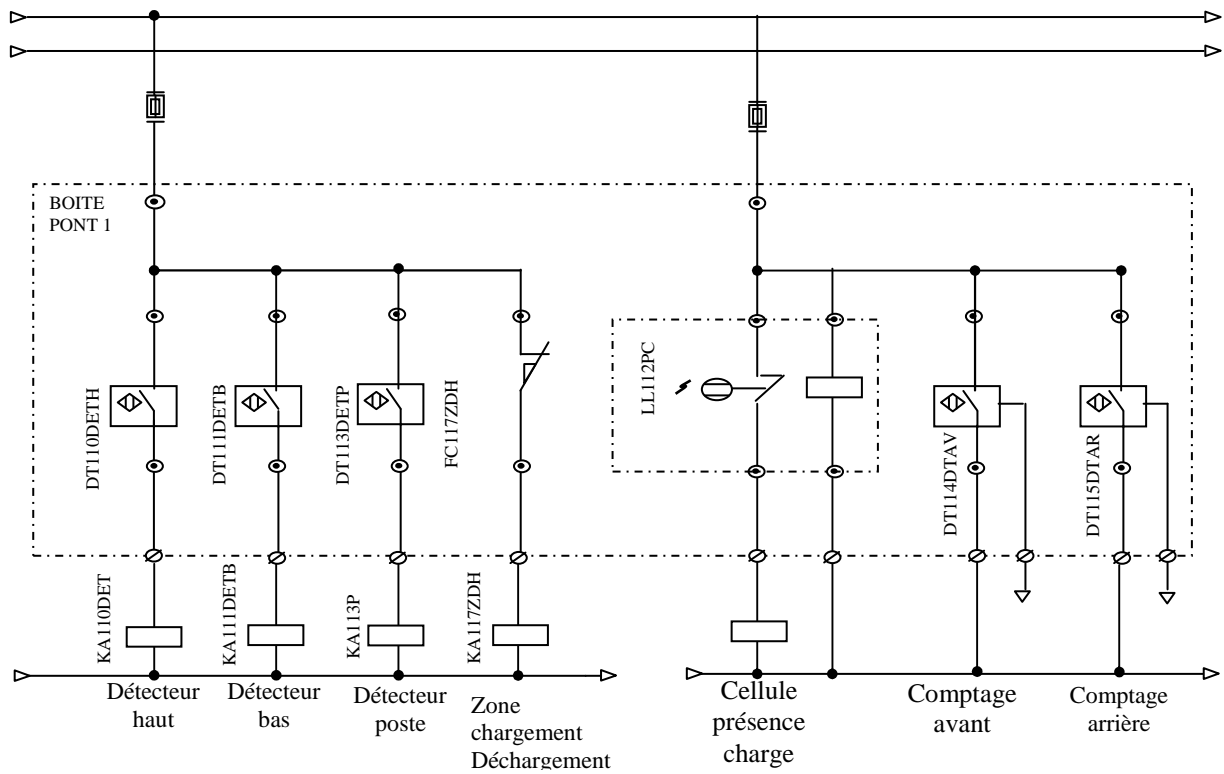 BOITE
PONT 1
DT110DETH
DT111DETB
DT113DETP
FC117ZDH
LL112PC
DT114DTAV
DT115DTAR
KA110DET
KA111DETB
KA113P
KA117ZDH
Détecteur
haut
Détecteur
bas
Détecteur
poste
Zone
chargement
Déchargement
Cellule
présence
charge
Comptage
avant
Comptage
arrière